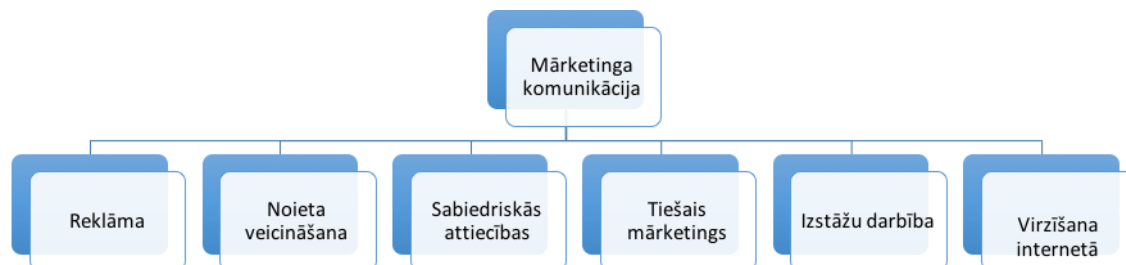 Mārketinga
komunikācija
Reklāma
Noieta
veicināšana
Sabiedriskās
attiecības
Tiešais
mārketings
Izstāžu darbība
Virzīšana
internetā